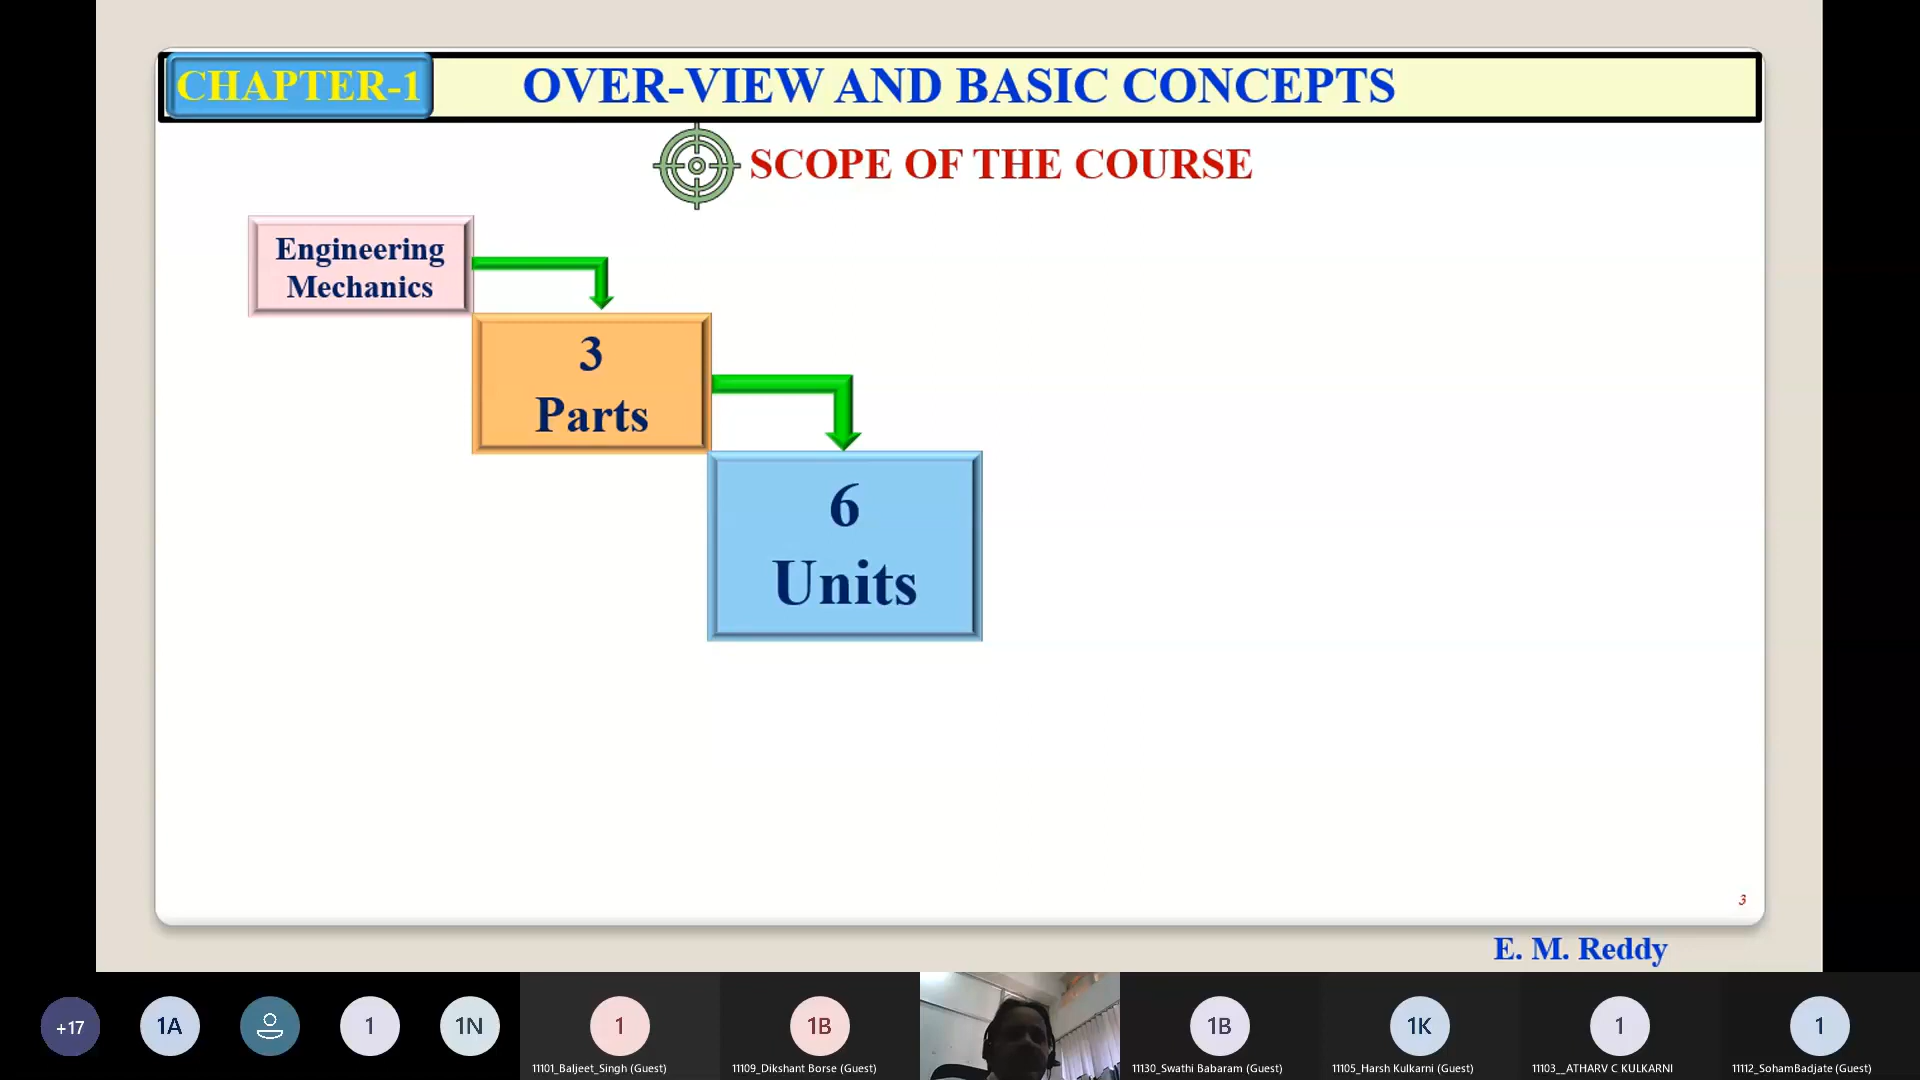 CHAPTER-1 OVER-VIEW AND BASIC CONCEPTS
SCOPE OF THE COURSE
Engineering
Mechanics
3
Parts
6
Units
3
E. M. Reddy
+17 1A 1 1N 1 1B 1B 1K 1 1
11101_Baljeet_Singh (Guest) 11109_Dikshant Borse (Guest) 11130_Swathi Babaram (Guest) 11105_Harsh Kulkarni (Guest) 11103__ATHARV C KULKARNI 11112_SohamBadjate (Guest)